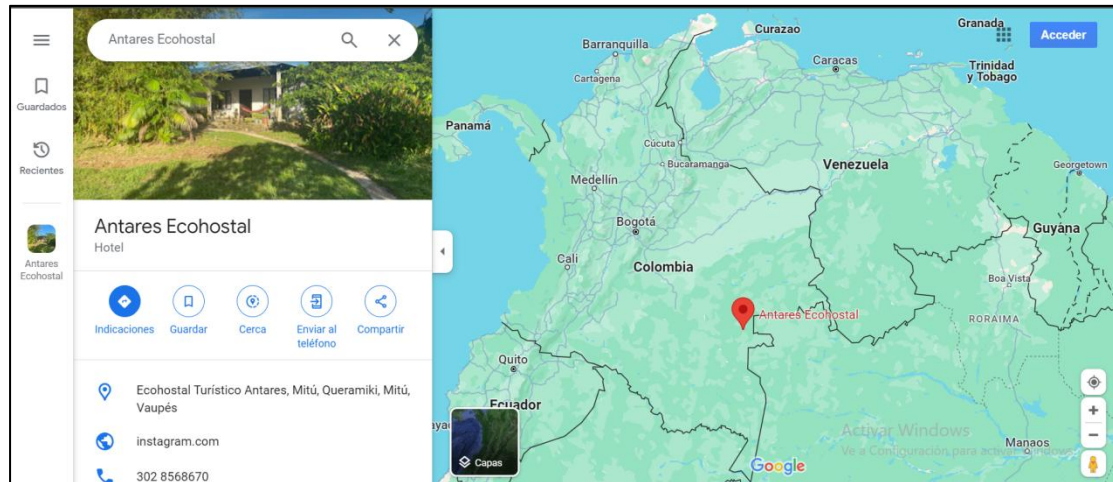 Antares Ecohostal
Guardados
Recientes
Antares
Ecohostal
Antares Ecohostal
Hotel
Indicaciones
Guardar
Cerca
Enviar al
teléfono
Compartir
Ecohostal Turístico Antares, Mitú, Queramiki, Mitú,
Vaupés
instagram.com
302 8568670
Acceder
Granada
Curazao
Barranquilla
Cartagena
Caracas
Trinidad
y Tobago
Panamá
Cúcuta
Bucaramanga
Venezuela
Georgetown
Medellín
Bogotá
Guyana
Cali
Colombia
Boa Vista
Antares Ecohostal
RORAIMA
Quito
Ecuador
Capas
Google
Activar Windows
Ve a Configuración para activar Windows.
Manaos